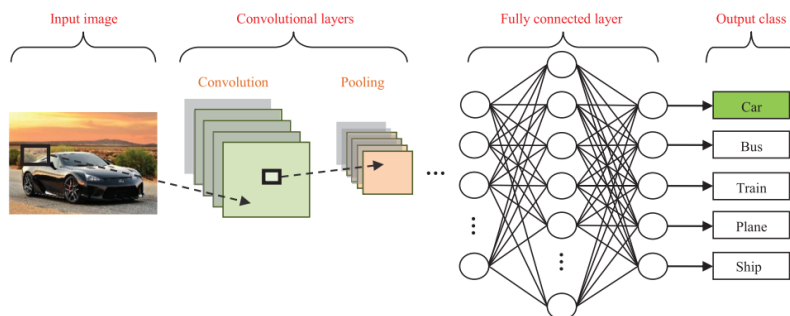 Input image
Convolutional layers
Fully connected layer
Output class
Convolution
Pooling
Car
Bus
Train
Plane
Ship